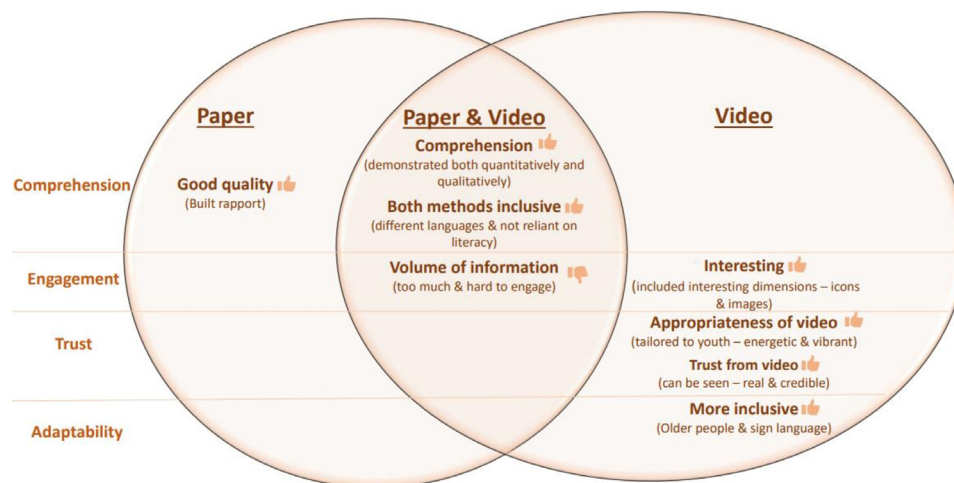 Paper
Paper & Video
Video
Comprehension
Good quality
(Built rapport)
Comprehension
(demonstrated both quantitatively and
qualitatively)
Both methods inclusive
(different languages & not reliant on
literacy)
Engagement
Volume of information
(too much & hard to engage)
Interesting
(included interesting dimensions – icons
& images)
Trust
Appropriateness of video
(tailored to youth – energetic & vibrant)
Trust from video
(can be seen – real & credible)
Adaptability
More inclusive
(Older people & sign language)